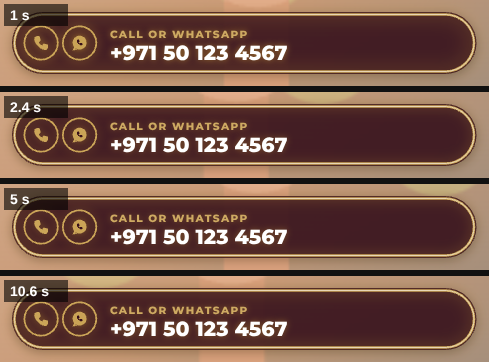 1 s
CALL OR WHATSAPP
+971 50 123 4567
2.4 s
CALL OR WHATSAPP
+971 50 123 4567
5 s
CALL OR WHATSAPP
+971 50 123 4567
10.6 s
CALL OR WHATSAPP
+971 50 123 4567